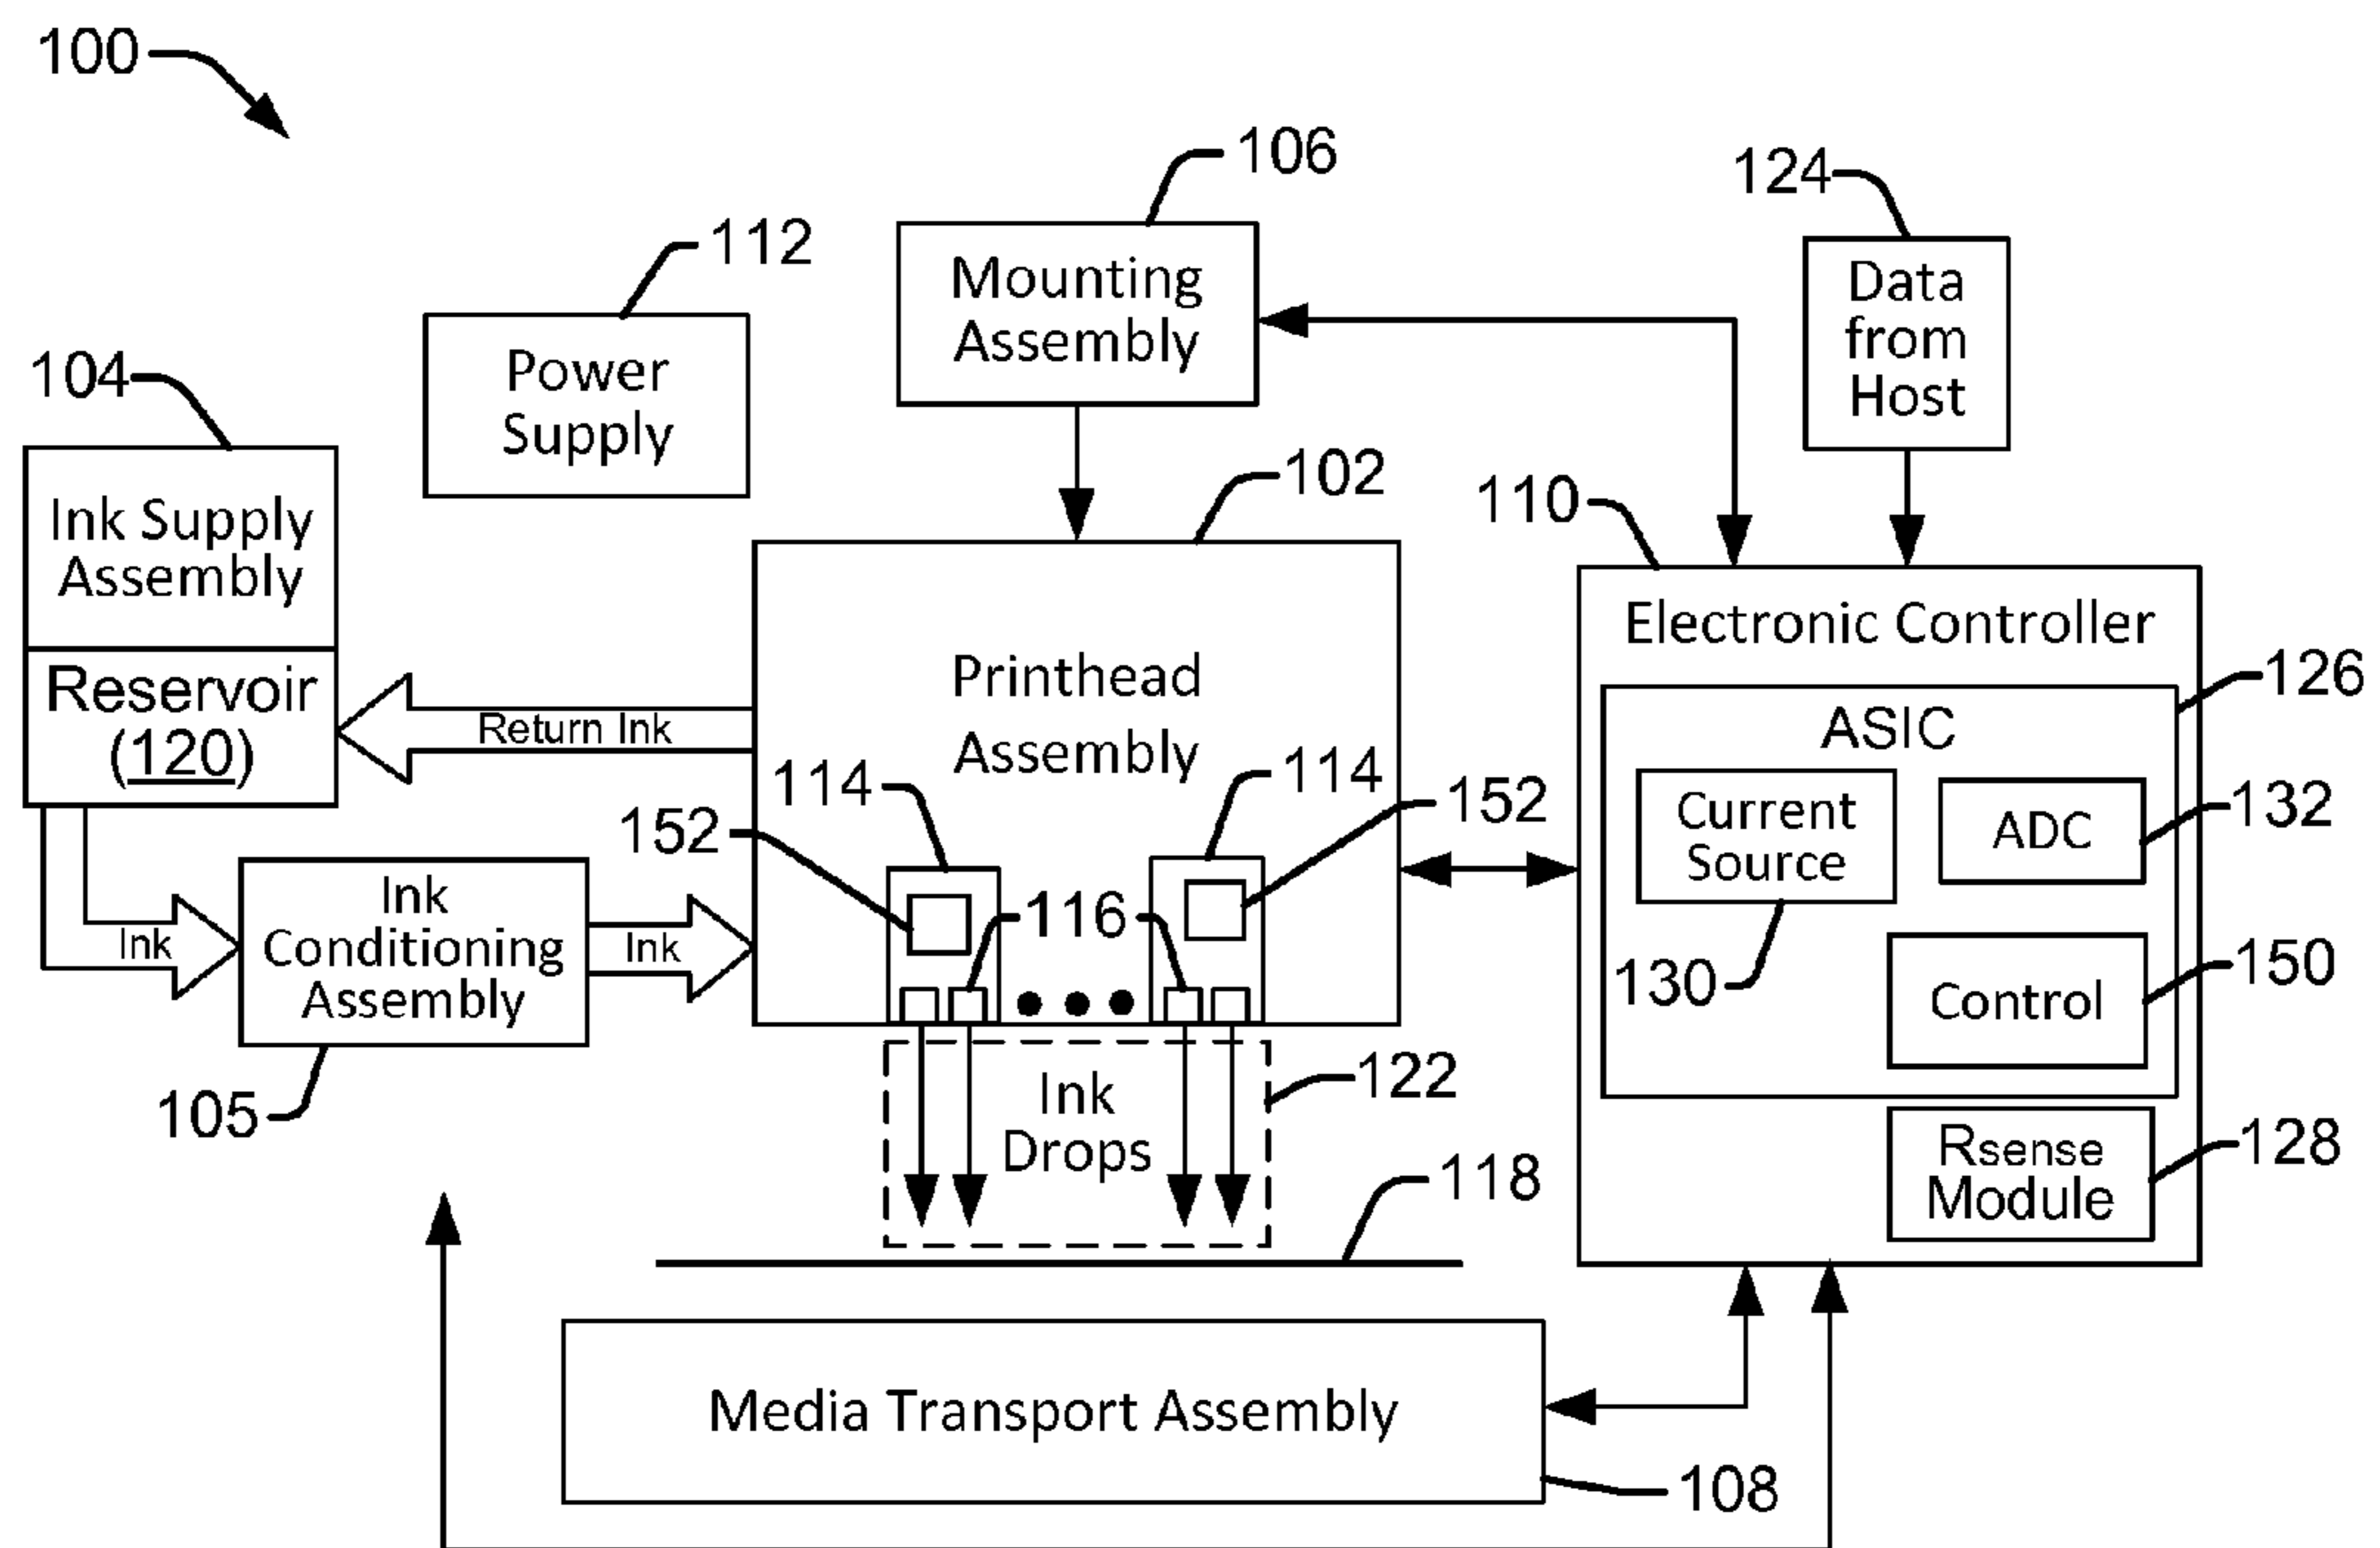 100
106
124
112
Mounting
Assembly
Data
from
Host
Power
Supply
104
102
110
Ink Supply
Assembly
Electronic Controller
Reservoir
(120)
Return Ink
Printhead
Assembly
126
ASIC
114
114
152
152
Current
Source
ADC
132
Ink
Ink
Conditioning
Assembly
Ink
116
130
Control
150
105
Ink
Drops
122
118
Rsense
Module
128
Media Transport Assembly
108